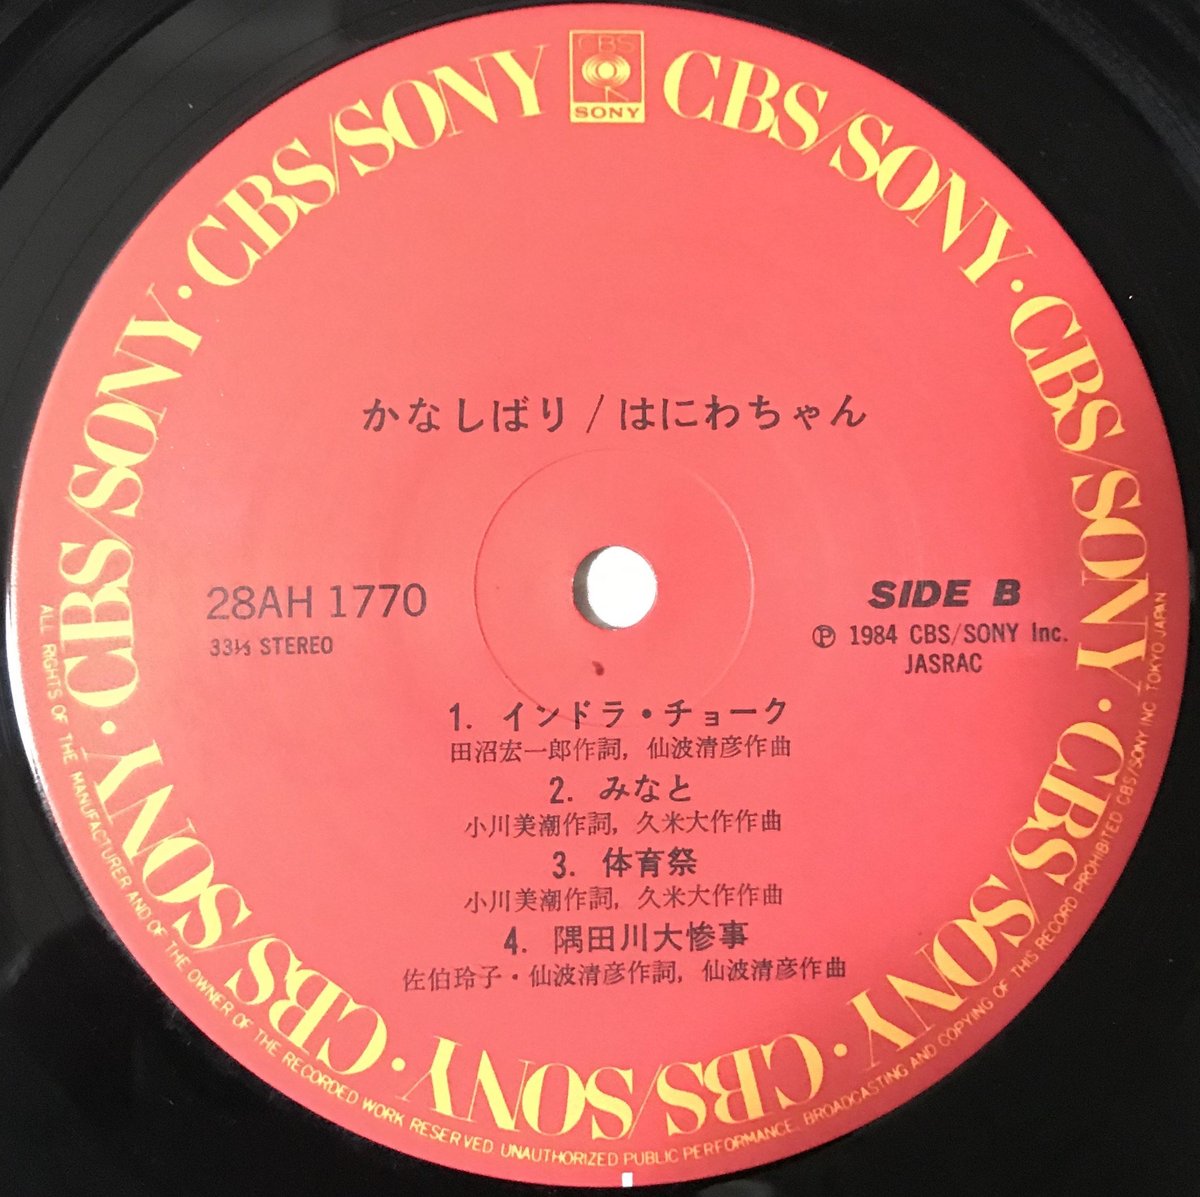 CBS
SONY
CBS/SONY · CBS/SONY · CBS/SONY · CBS/SONY · CBS/SONY · CBS/SONY · CBS/SONY · CBS/SONY
かなしばり/はにわちゃん
28AH 1770
33⅓ STEREO
SIDE B
Ⓟ 1984 CBS/SONY Inc.
JASRAC
1. インドラ・チョーク
田沼宏一郎作詞, 仙波清彦作曲
2. みなと
小川美潮作詞, 久米大作作曲
3. 体育祭
小川美潮作詞, 久米大作作曲
4. 隅田川大惨事
佐伯玲子・仙波清彦作詞, 仙波清彦作曲
ALL RIGHTS OF THE MANUFACTURER AND OF THE OWNER OF THE RECORDED WORK RESERVED. UNAUTHORIZED PUBLIC PERFORMANCE. BROADCASTING AND COPYING OF THIS RECORD PROHIBITED CBS/SONY INC. TOKYO JAPAN